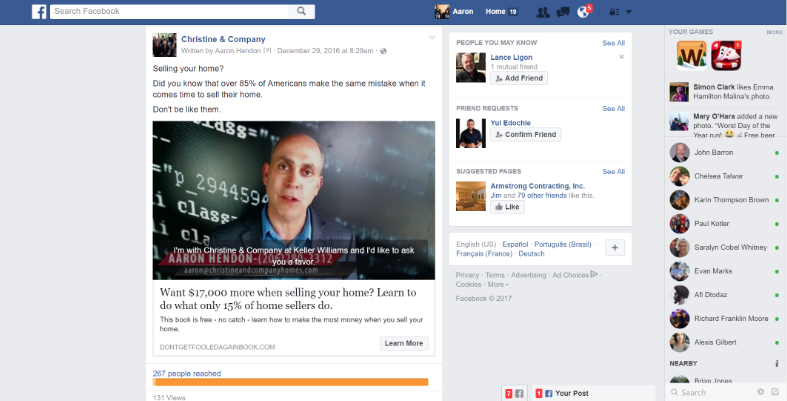 Search Facebook
Aaron
Home 19
5
Christine & Company
Written by Aaron Hendon [?] · December 29, 2016 at 8:29am ·
Selling your home?
Did you know that over 85% of Americans make the same mistake when it
comes time to sell their home.
Don't be like them.
class=
="p_294459
class
I'm with Christine & Company at Keller Williams and I'd like to ask
you a favor.
AARON HENDON-(206)280-3312
aaron@christineandcompanyhomes.com
Want $17,000 more when selling your home? Learn to
do what only 15% of home sellers do.
This book is free - no catch - learn how to make the most money when you sell your
home.
DONTGETFOOLEDAGAINBOOK.COM
Learn More
267 people reached
131 Views
PEOPLE YOU MAY KNOW
See All
Lance Ligon
1 mutual friend
Add Friend
FRIEND REQUESTS
See All
Yul Edochie
Confirm Friend
SUGGESTED PAGES
See All
Armstrong Contracting, Inc.
Jim and 79 other friends like this.
Like
English (US) · Español · Português (Brasil) ·
Français (France) · Deutsch
Privacy · Terms · Advertising · Ad Choices
Cookies · More
Facebook © 2017
YOUR GAMES
MORE
W
Simon Clark likes Emma
Hamilton Malina's photo.
Mary O'Hara added a new
photo. "Worst Day of the
Year run! Free beer
John Barron
Chelsea Talwar
Karin Thompson Brown
Paul Kotler
Saralyn Cobel Whitney
Evan Marks
Afi Dtodaz
Richard Franklin Moore
Alexis Gilbert
NEARBY
Brian Jones
Search
7
1
Your Post